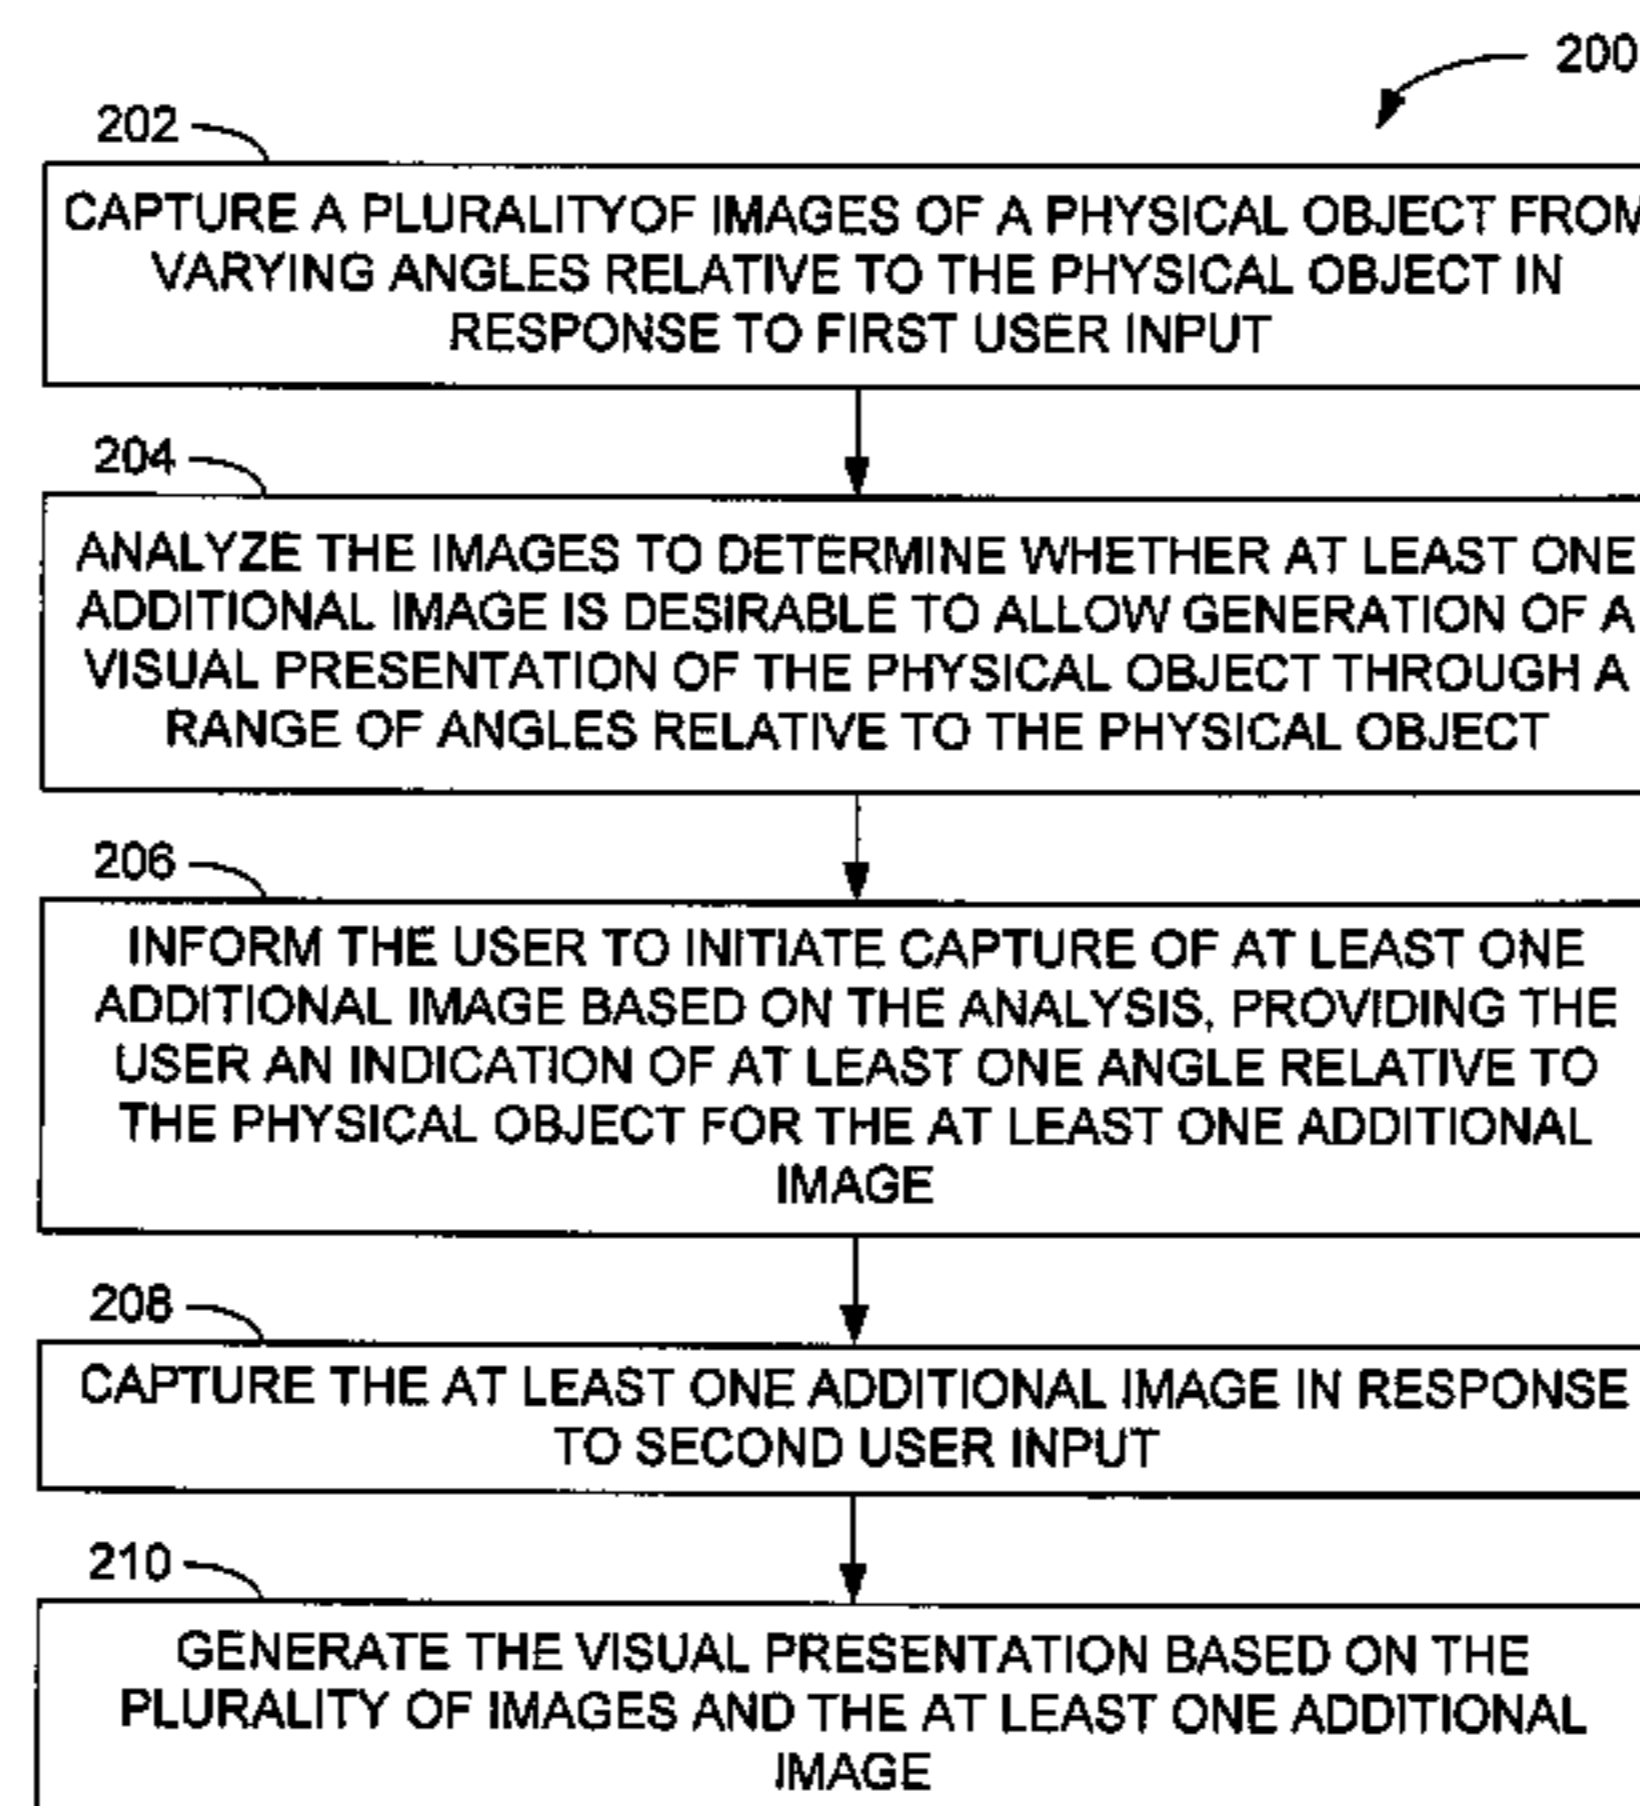 200
202
CAPTURE A PLURALITYOF IMAGES OF A PHYSICAL OBJECT FROM
VARYING ANGLES RELATIVE TO THE PHYSICAL OBJECT IN
RESPONSE TO FIRST USER INPUT
204
ANALYZE THE IMAGES TO DETERMINE WHETHER AT LEAST ONE
ADDITIONAL IMAGE IS DESIRABLE TO ALLOW GENERATION OF A
VISUAL PRESENTATION OF THE PHYSICAL OBJECT THROUGH A
RANGE OF ANGLES RELATIVE TO THE PHYSICAL OBJECT
206
INFORM THE USER TO INITIATE CAPTURE OF AT LEAST ONE
ADDITIONAL IMAGE BASED ON THE ANALYSIS, PROVIDING THE
USER AN INDICATION OF AT LEAST ONE ANGLE RELATIVE TO
THE PHYSICAL OBJECT FOR THE AT LEAST ONE ADDITIONAL
IMAGE
208
CAPTURE THE AT LEAST ONE ADDITIONAL IMAGE IN RESPONSE
TO SECOND USER INPUT
210
GENERATE THE VISUAL PRESENTATION BASED ON THE
PLURALITY OF IMAGES AND THE AT LEAST ONE ADDITIONAL
IMAGE